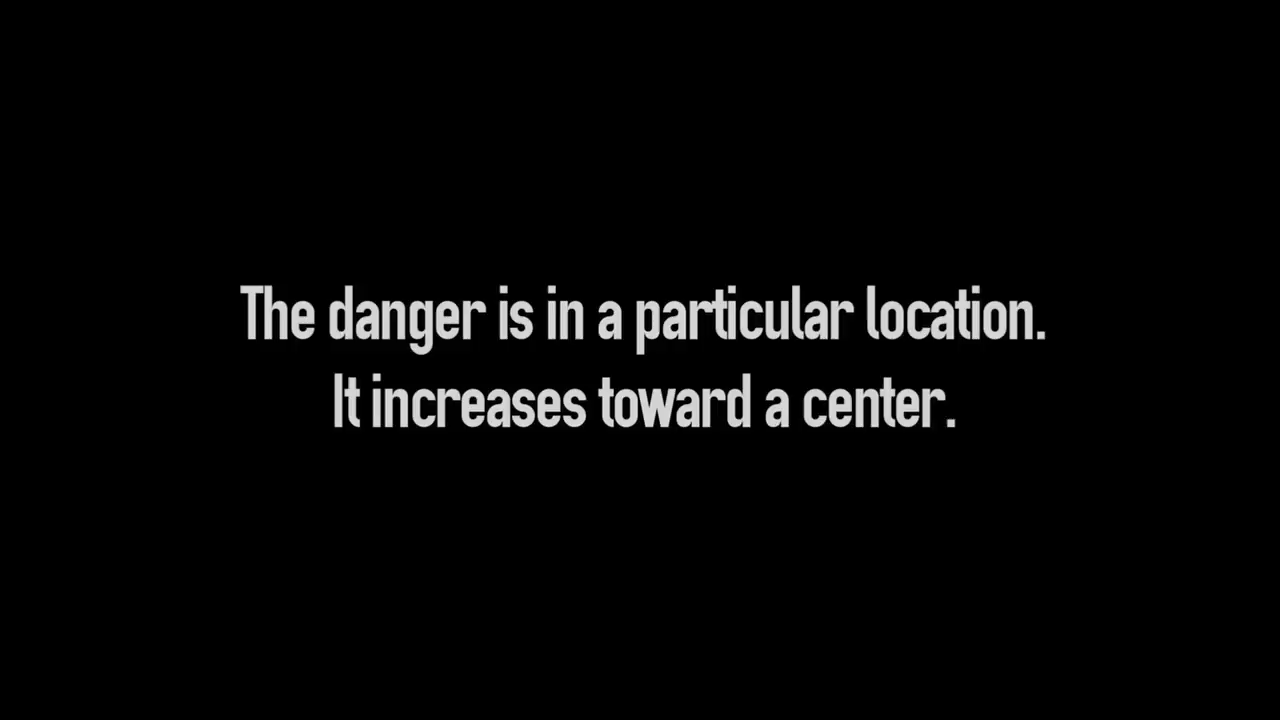 The danger is in a particular location.
It increases toward a center.